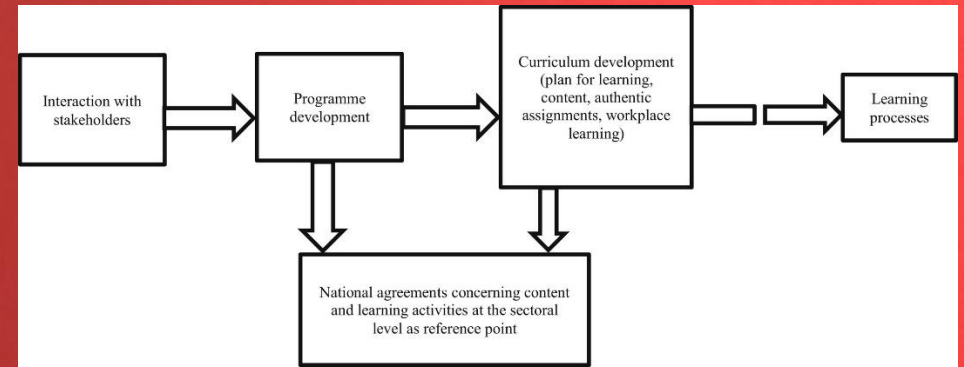 Interaction with
stakeholders
Programme
development
Curriculum development
(plan for learning,
content, authentic
assignments, workplace
learning)
Learning
processes
National agreements concerning content
and learning activities at the sectoral
level as reference point